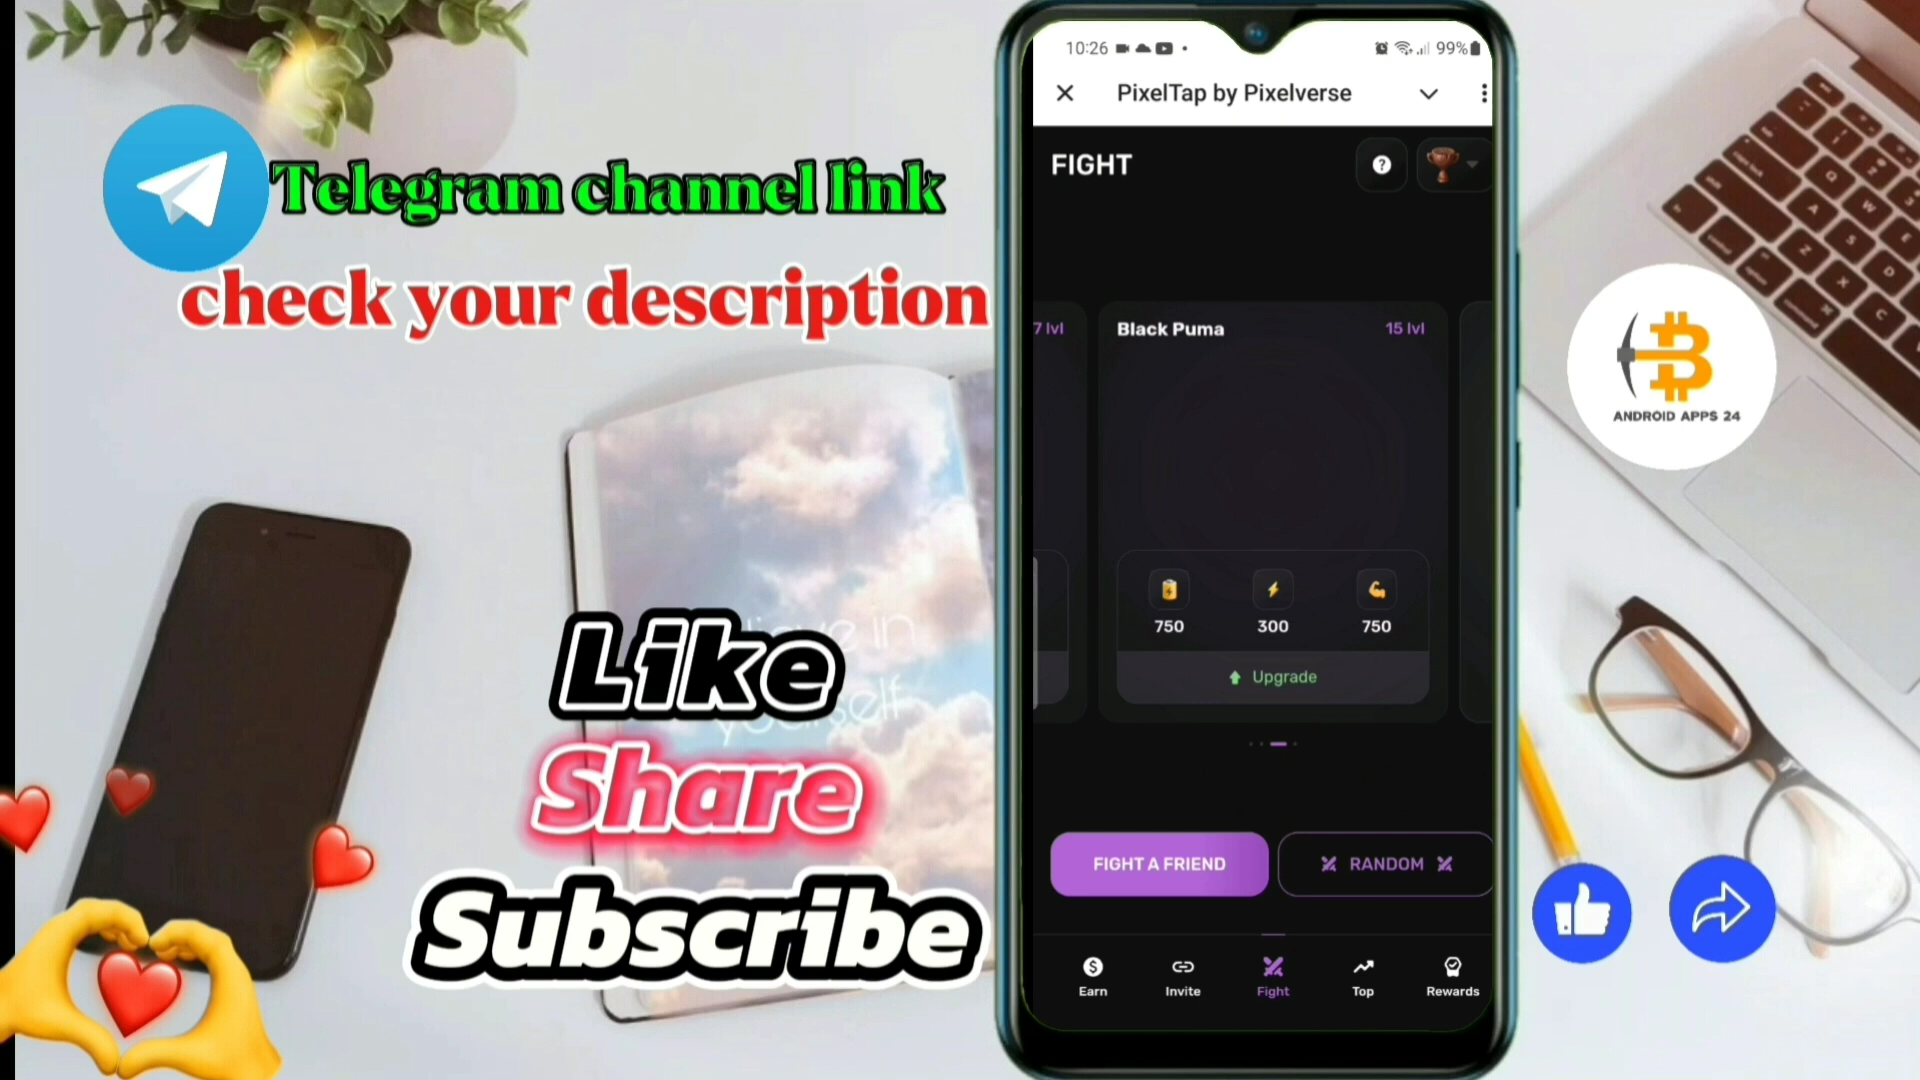 Telegram channel link
check your description
Like
Share
Subscribe
10:26
99%
PixelTap by Pixelverse
FIGHT
7 lvl
Black Puma
15 lvl
750
300
750
Upgrade
FIGHT A FRIEND
RANDOM
Earn
Invite
Fight
Top
Rewards
ANDROID APPS 24